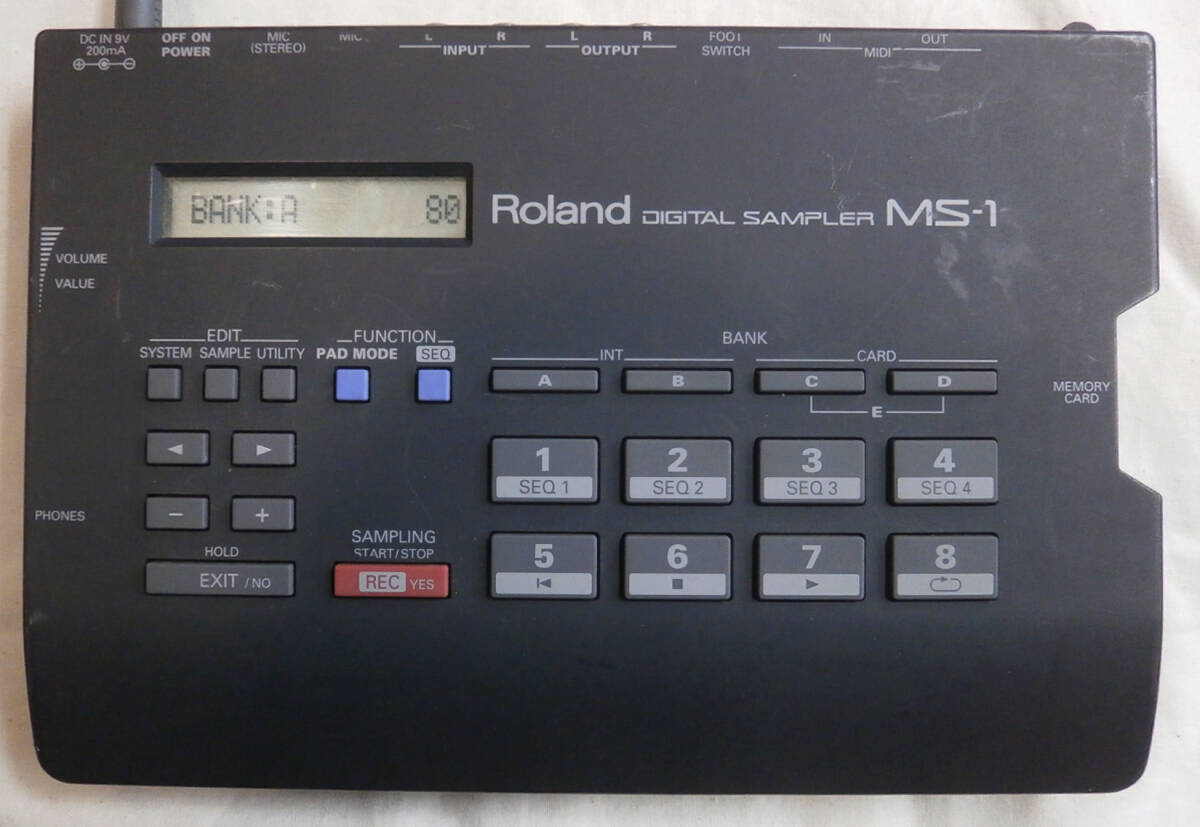 DC IN 9V
200mA
OFF ON
POWER
MIC
(STEREO)
MIC
L R
INPUT
L R
OUTPUT
FOOT
SWITCH
IN OUT
MIDI
BANK:A 80
Roland DIGITAL SAMPLER MS-1
VOLUME
VALUE
EDIT
SYSTEM SAMPLE UTILITY
FUNCTION
PAD MODE SEQ
BANK
INT CARD
A B C D
E
MEMORY
CARD
1 2 3 4
SEQ 1 SEQ 2 SEQ 3 SEQ 4
− +
PHONES
HOLD
EXIT / NO
SAMPLING
START/STOP
REC YES
5 6 7 8